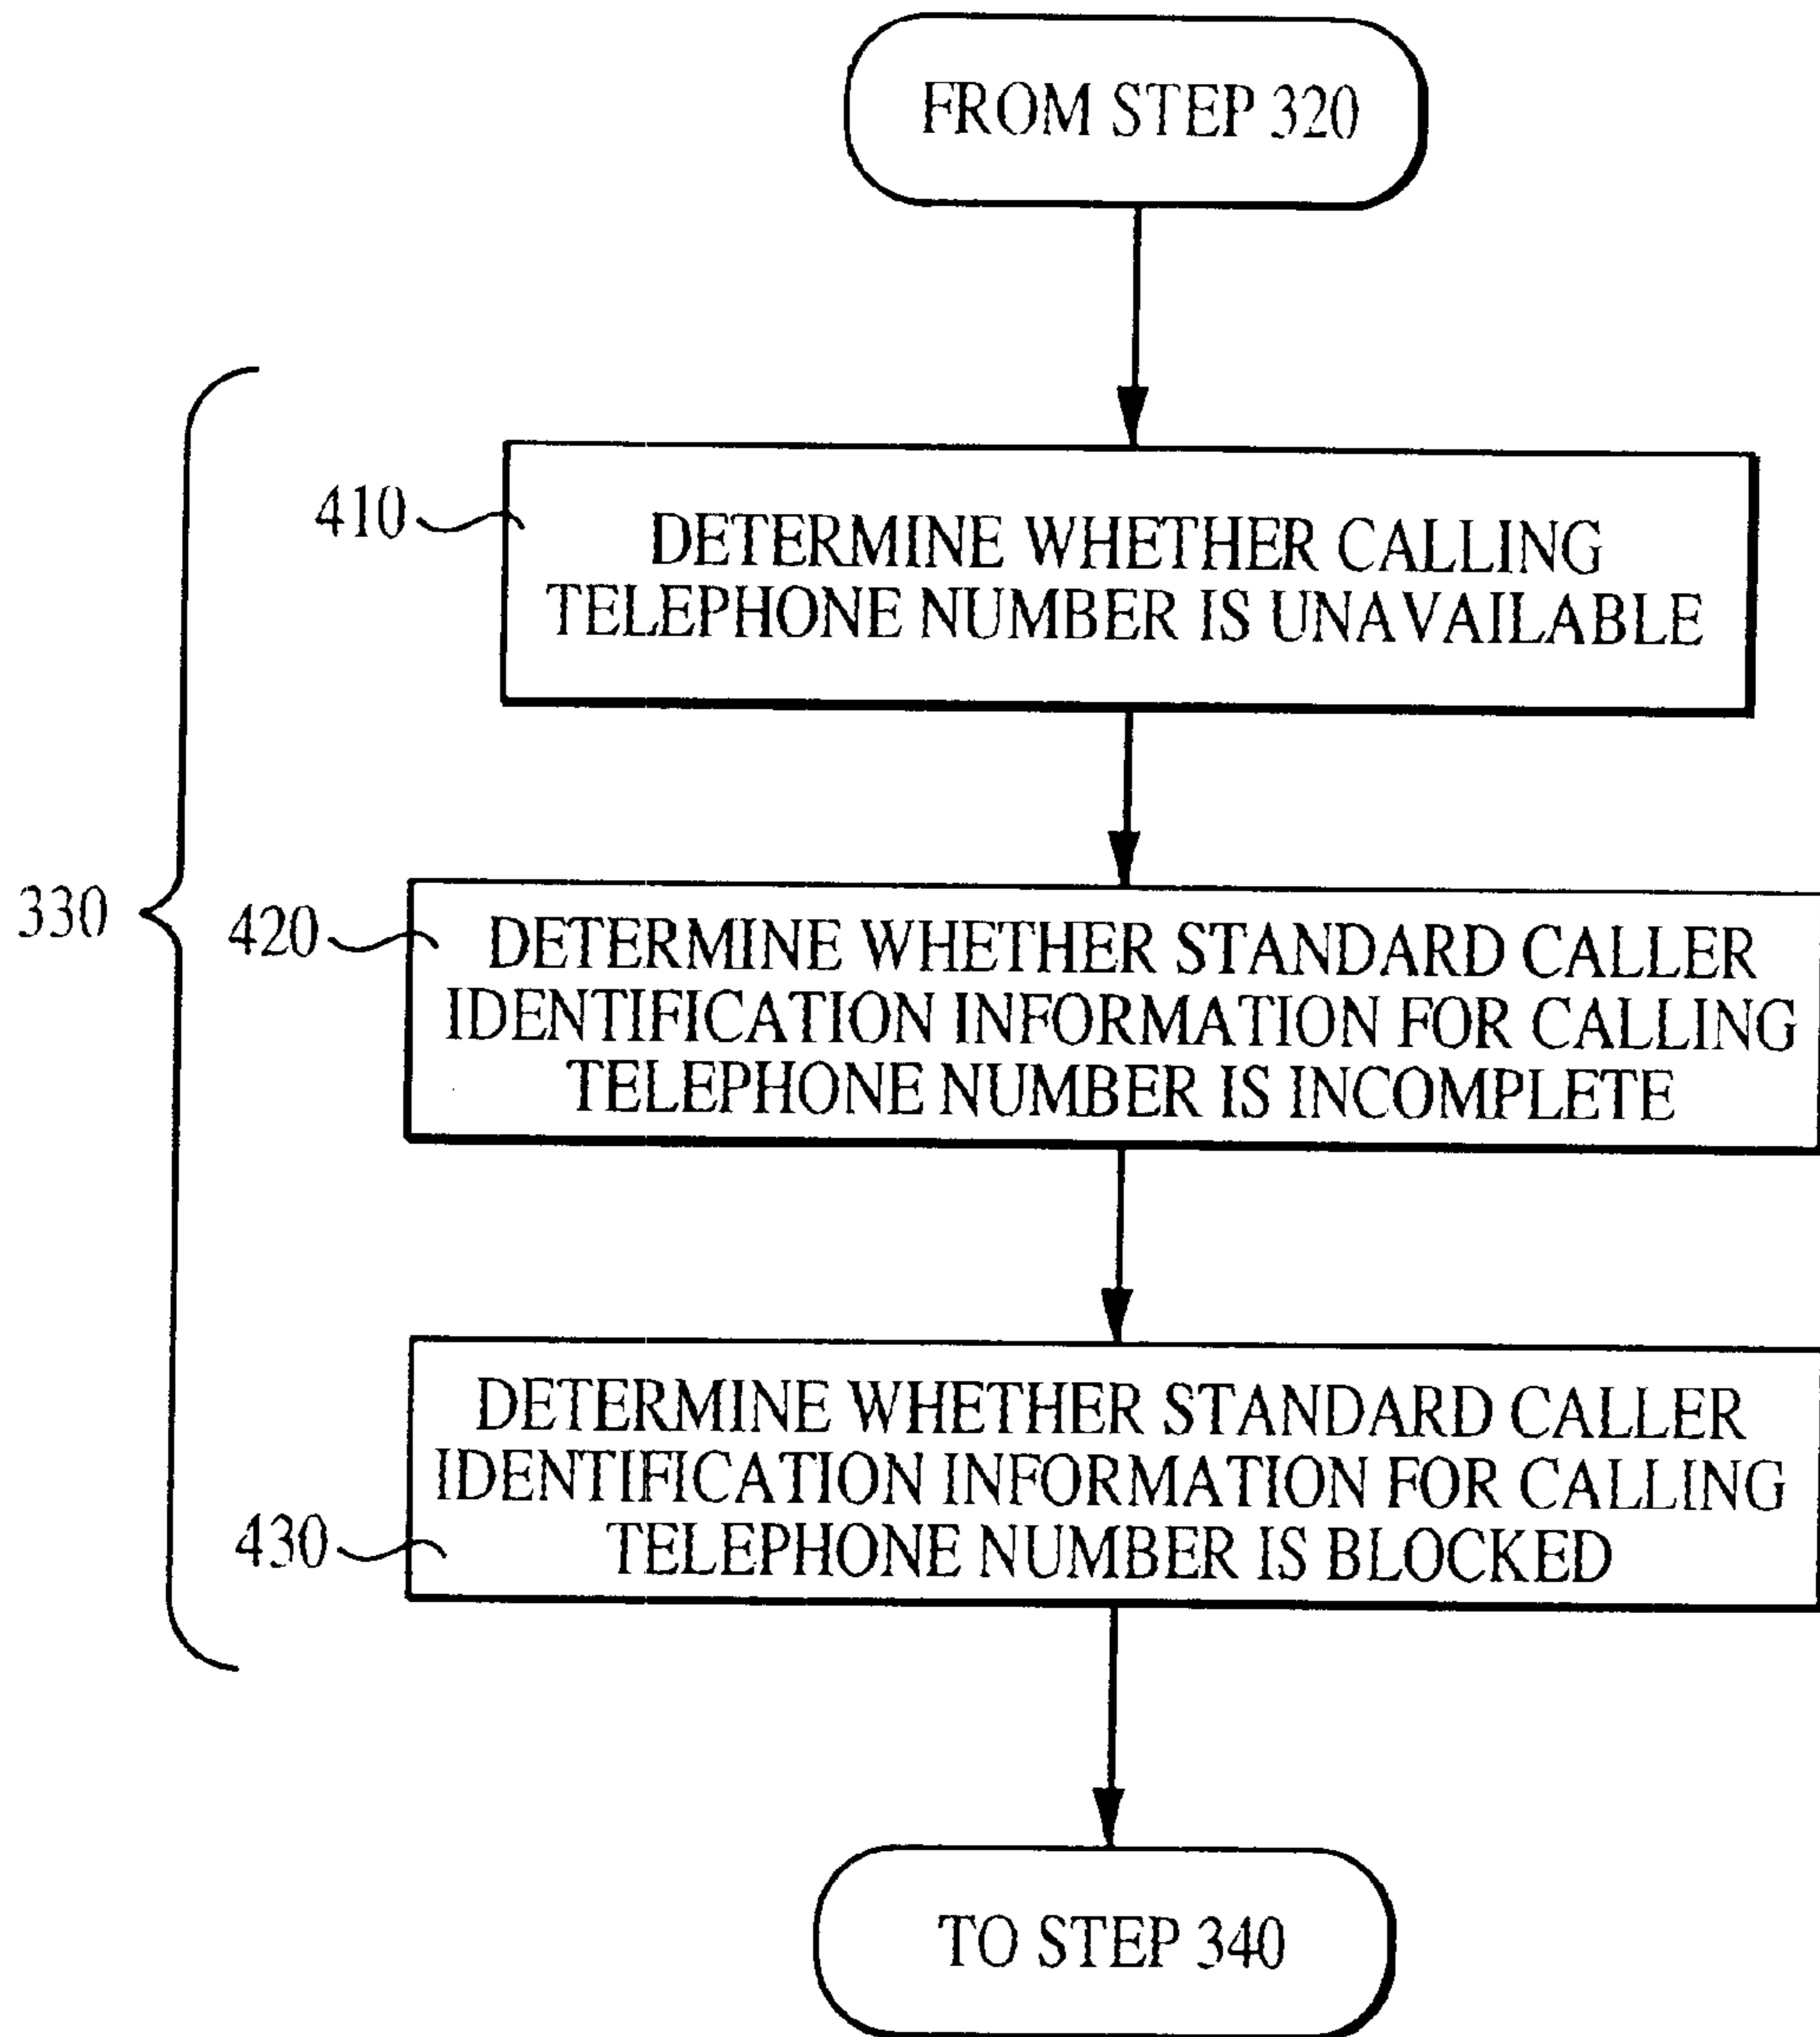 FROM STEP 320
410
DETERMINE WHETHER CALLING
TELEPHONE NUMBER IS UNAVAILABLE
330
420
DETERMINE WHETHER STANDARD CALLER
IDENTIFICATION INFORMATION FOR CALLING
TELEPHONE NUMBER IS INCOMPLETE
DETERMINE WHETHER STANDARD CALLER
IDENTIFICATION INFORMATION FOR CALLING
430
TELEPHONE NUMBER IS BLOCKED
TO STEP 340